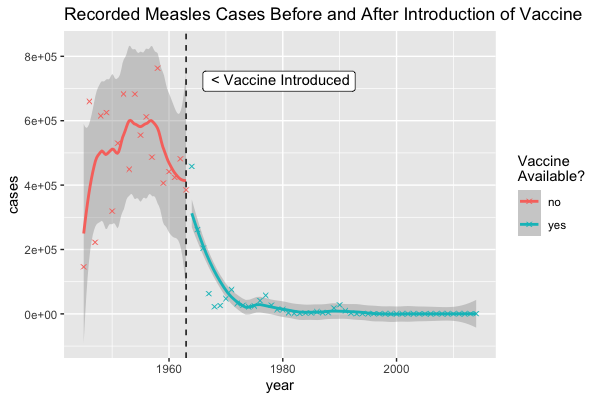 Recorded Measles Cases Before and After Introduction of Vaccine
8e+05
6e+05
4e+05
2e+05
0e+00
cases
< Vaccine Introduced
1960
1980
2000
year
Vaccine
Available?
no
yes